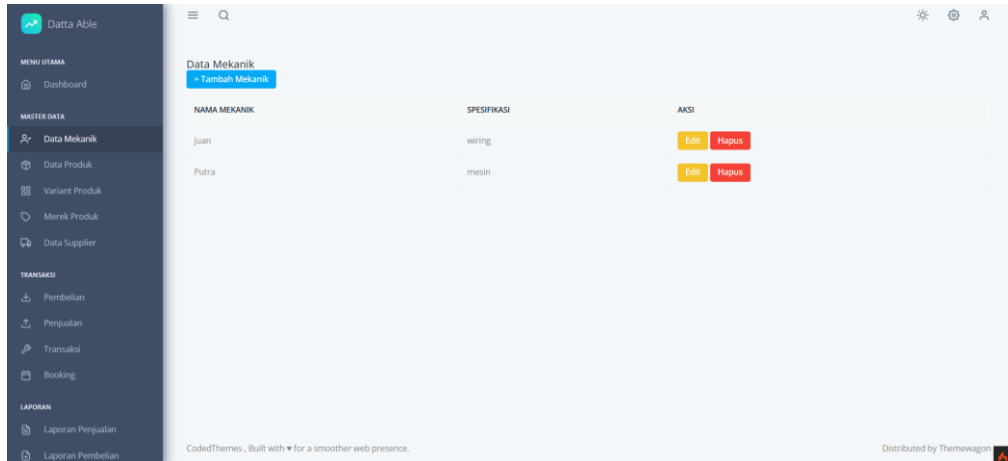 Datta Able
MENU UTAMA
Dashboard
MASTER DATA
Data Mekanik
Data Produk
Variant Produk
Merek Produk
Data Supplier
TRANSAKSI
Pembelian
Penjualan
Transaksi
Booking
LAPORAN
Laporan Penjualan
Laporan Pembelian
Data Mekanik
+ Tambah Mekanik
NAMA MEKANIK SPESIFIKASI AKSI
juan wiring Edit Hapus
Putra mesin Edit Hapus
CodedThemes , Built with ♥ for a smoother web presence. Distributed by Themewagon